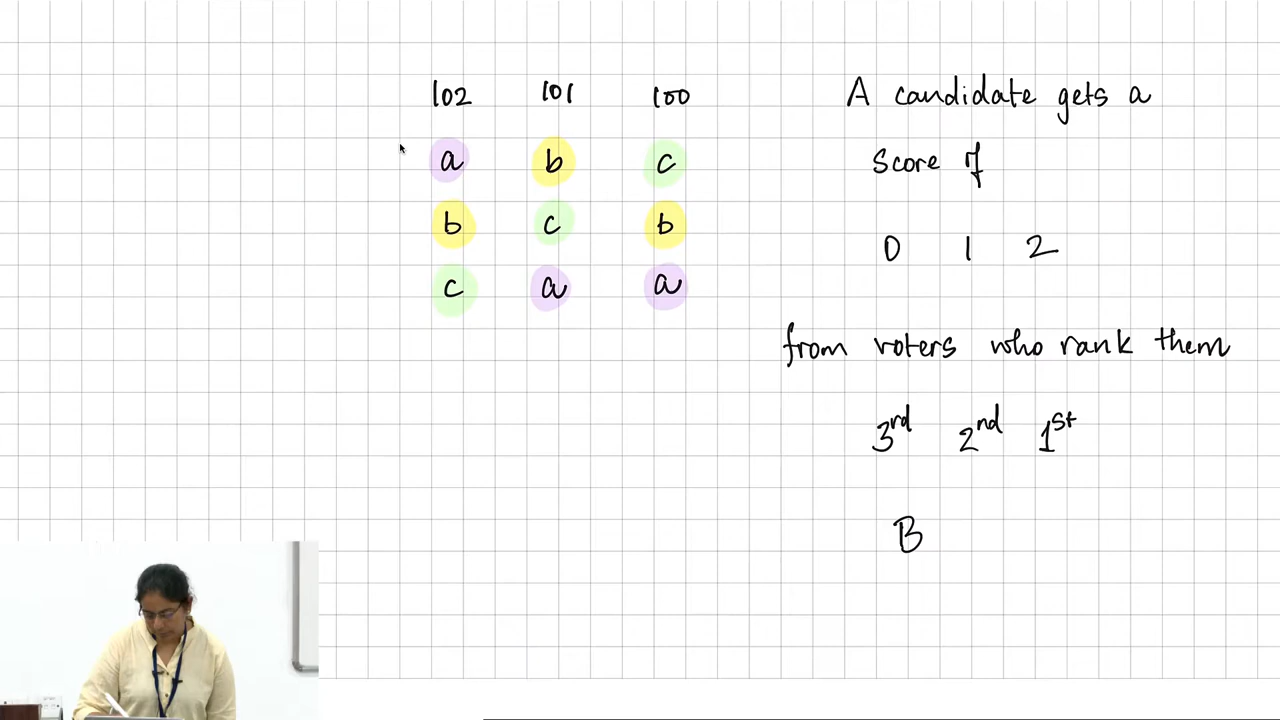 102 101 100
a b c
b c b
c a a
A candidate gets a
Score of
0 1 2
from voters who rank them
3rd 2nd 1st
B